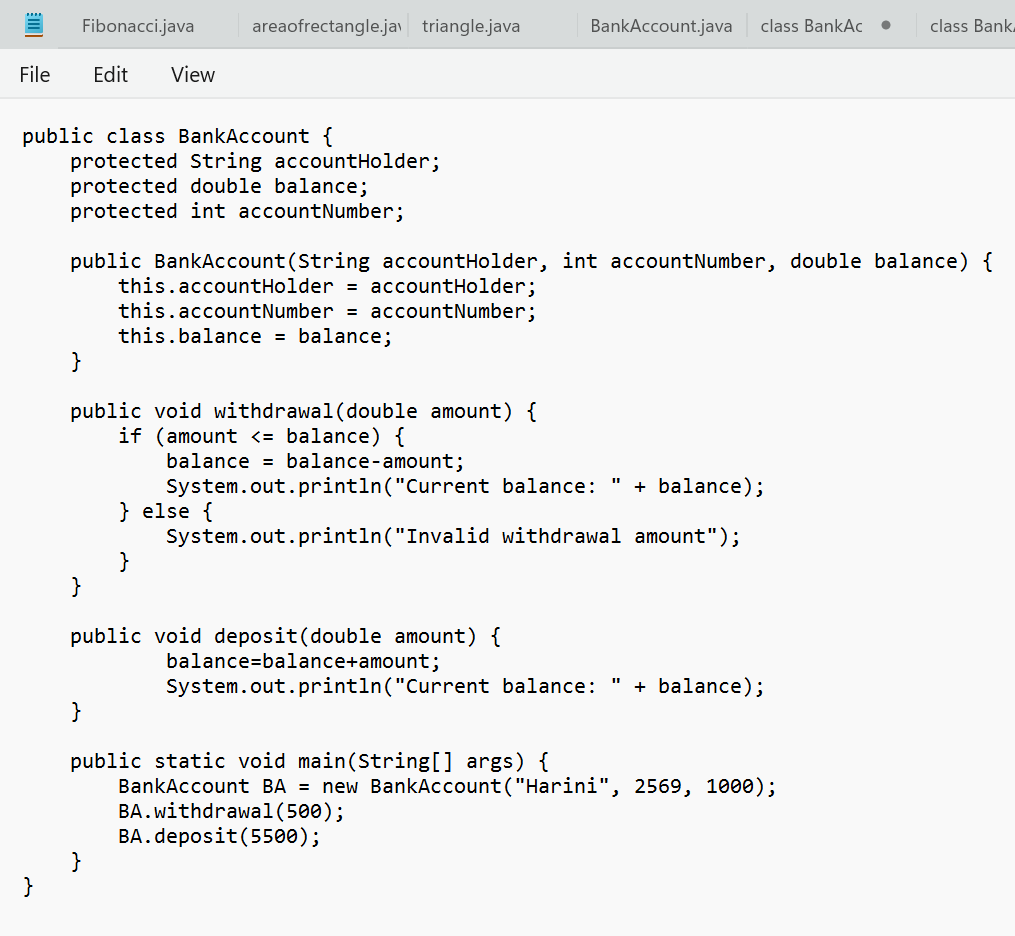 Fibonacci.java areaofrectangle.jav triangle.java BankAccount.java class BankAc class Bank
File Edit View
public class BankAccount {
    protected String accountHolder;
    protected double balance;
    protected int accountNumber;

    public BankAccount(String accountHolder, int accountNumber, double balance) {
        this.accountHolder = accountHolder;
        this.accountNumber = accountNumber;
        this.balance = balance;
    }

    public void withdrawal(double amount) {
        if (amount <= balance) {
            balance = balance-amount;
            System.out.println("Current balance: " + balance);
        } else {
            System.out.println("Invalid withdrawal amount");
        }
    }

    public void deposit(double amount) {
            balance=balance+amount;
            System.out.println("Current balance: " + balance);
    }

    public static void main(String[] args) {
        BankAccount BA = new BankAccount("Harini", 2569, 1000);
        BA.withdrawal(500);
        BA.deposit(5500);
    }
}